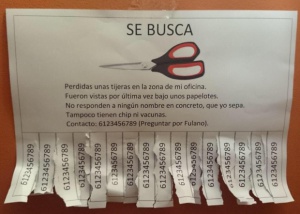 SE BUSCA
Perdidas unas tijeras en la zona de mi oficina.
Fueron vistas por última vez bajo unos papelotes.
No responden a ningún nombre en concreto, que yo sepa.
Tampoco tienen chip ni vacunas.
Contacto: 6123456789 (Preguntar por Fulano).
6123456789
6123456789
6123456789
6123456789
6123456789
6123456789
6123456789
6123456789
6123456789
6123456789
6123456789
6123456789